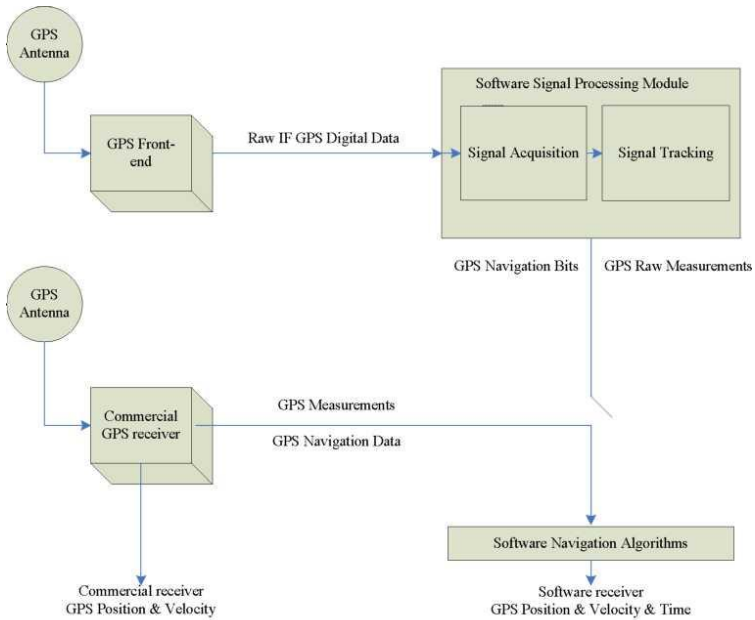 GPS
Antenna
Software Signal Processing Module
GPS Front-
end
Raw IF GPS Digital Data
Signal Acquisition
Signal Tracking
GPS Navigation Bits
GPS Raw Measurements
GPS
Antenna
Commercial
GPS receiver
GPS Measurements
GPS Navigation Data
Software Navigation Algorithms
Commercial receiver
GPS Position & Velocity
Software receiver
GPS Position & Velocity & Time